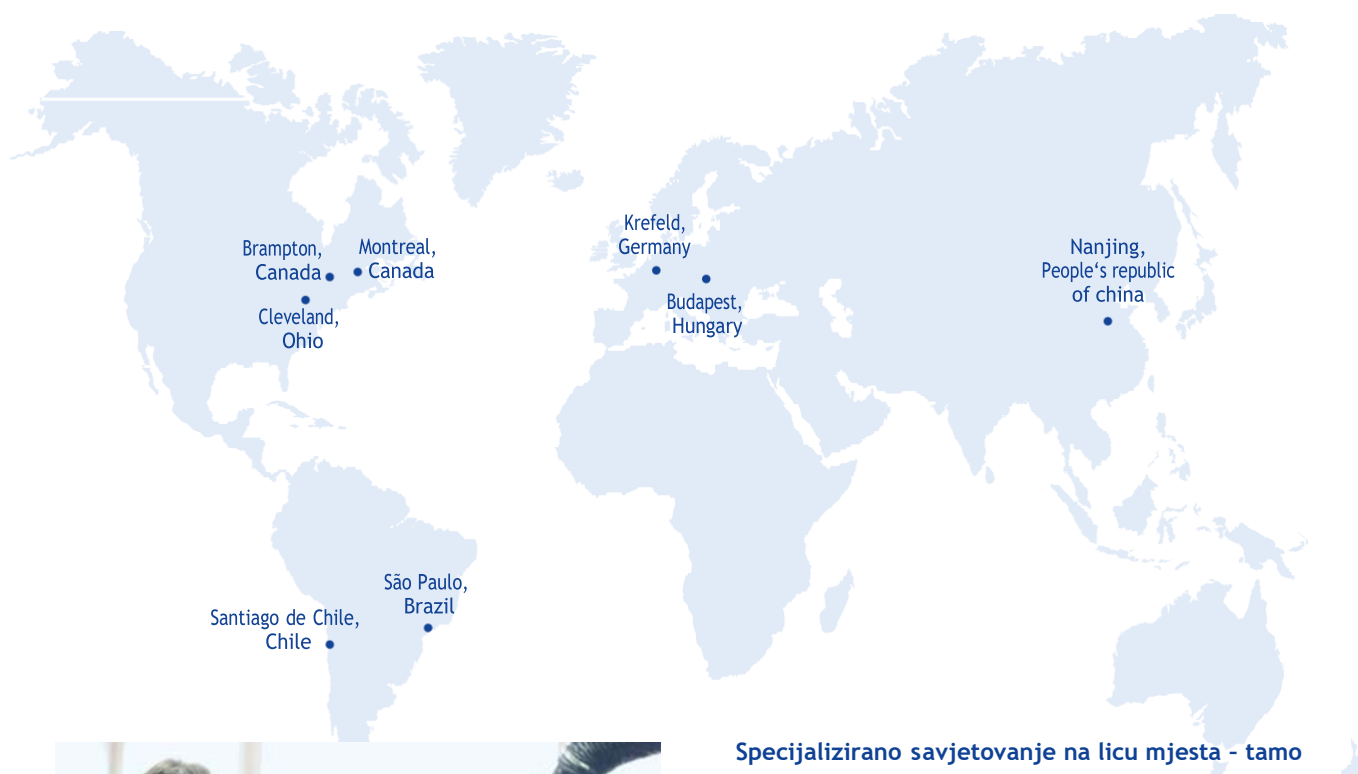 Krefeld,
Germany
Brampton,
Canada
Montreal,
Canada
Nanjing,
People‘s republic
of china
Budapest,
Hungary
Cleveland,
Ohio
São Paulo,
Brazil
Santiago de Chile,
Chile
Specijalizirano savjetovanje na licu mjesta – tamo